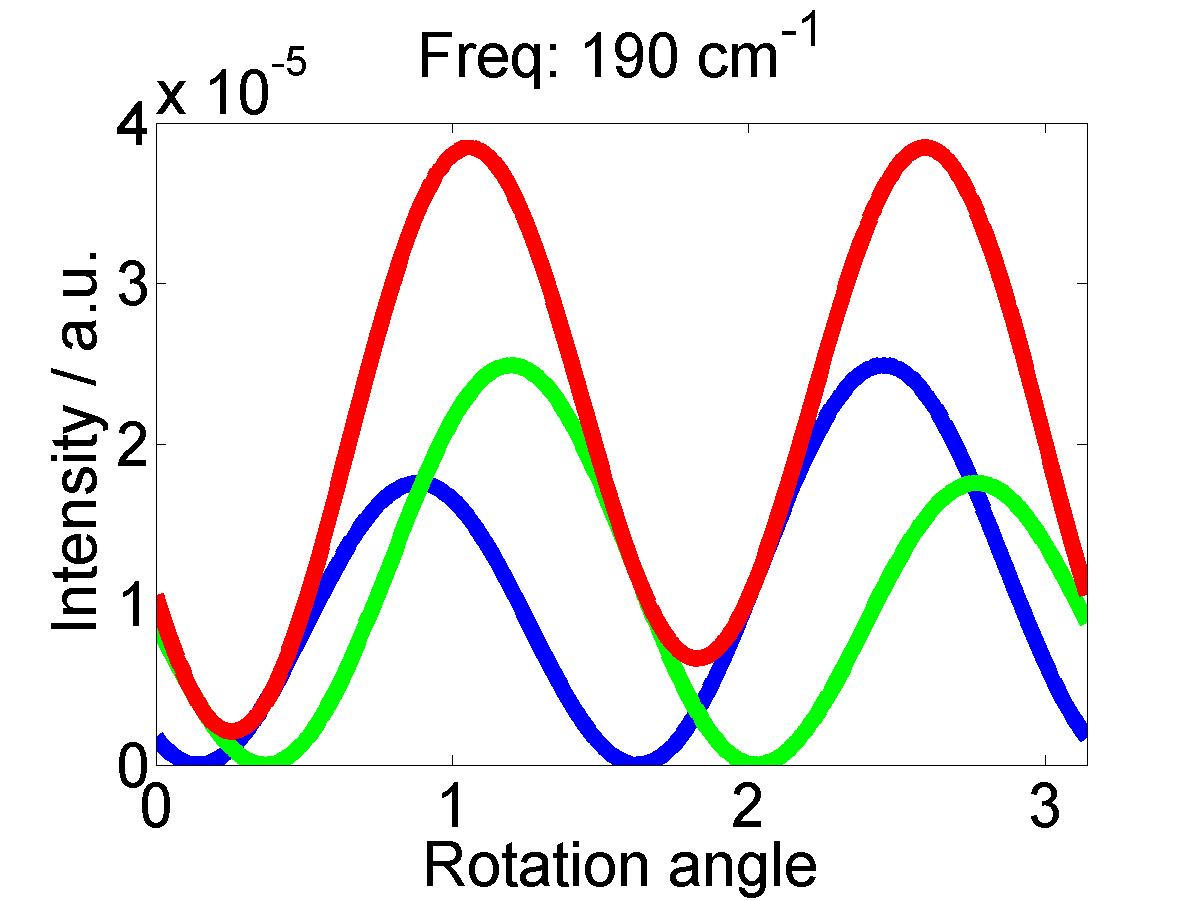 Freq: 190 cm⁻¹
x 10⁻⁵
4
3
2
1
0
0 1 2 3
Rotation angle
Intensity / a.u.